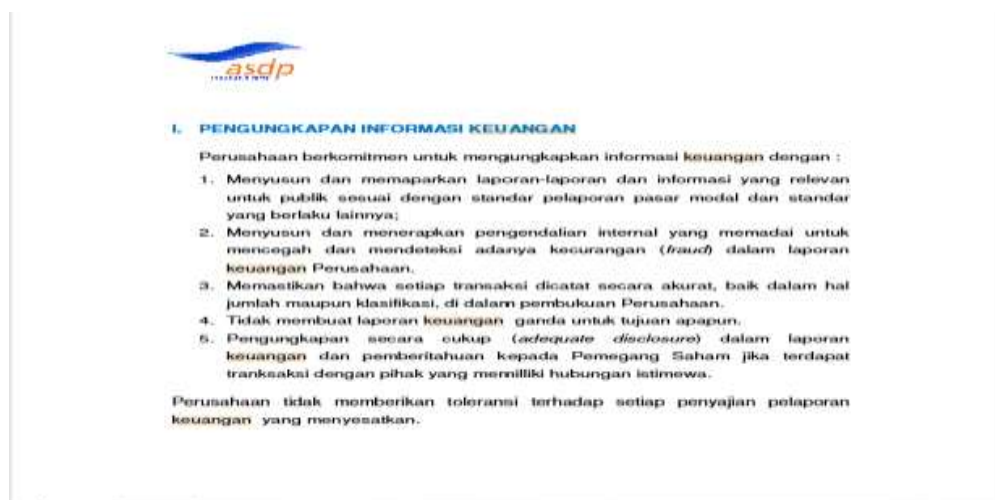 asdp
I. PENGUNGKAPAN INFORMASI KEUANGAN
Perusahaan berkomitmen untuk mengungkapkan informasi keuangan dengan :
1. Menyusun dan memaparkan laporan-laporan dan informasi yang relevan
untuk publik sesuai dengan standar pelaporan pasar modal dan standar
yang berlaku lainnya;
2. Menyusun dan menerapkan pengendalian internal yang memadai untuk
mencegah dan mendeteksi adanya kecurangan (fraud) dalam laporan
keuangan Perusahaan.
3. Memastikan bahwa setiap transaksi dicatat secara akurat, baik dalam hal
jumlah maupun klasifikasi, di dalam pembukuan Perusahaan.
4. Tidak membuat laporan keuangan ganda untuk tujuan apapun.
5. Pengungkapan secara cukup (adequate disclosure) dalam laporan
keuangan dan pemberitahuan kepada Pemegang Saham jika terdapat
tranksaksi dengan pihak yang memilliki hubungan istimewa.
Perusahaan tidak memberikan toleransi terhadap setiap penyajian pelaporan
keuangan yang menyesatkan.